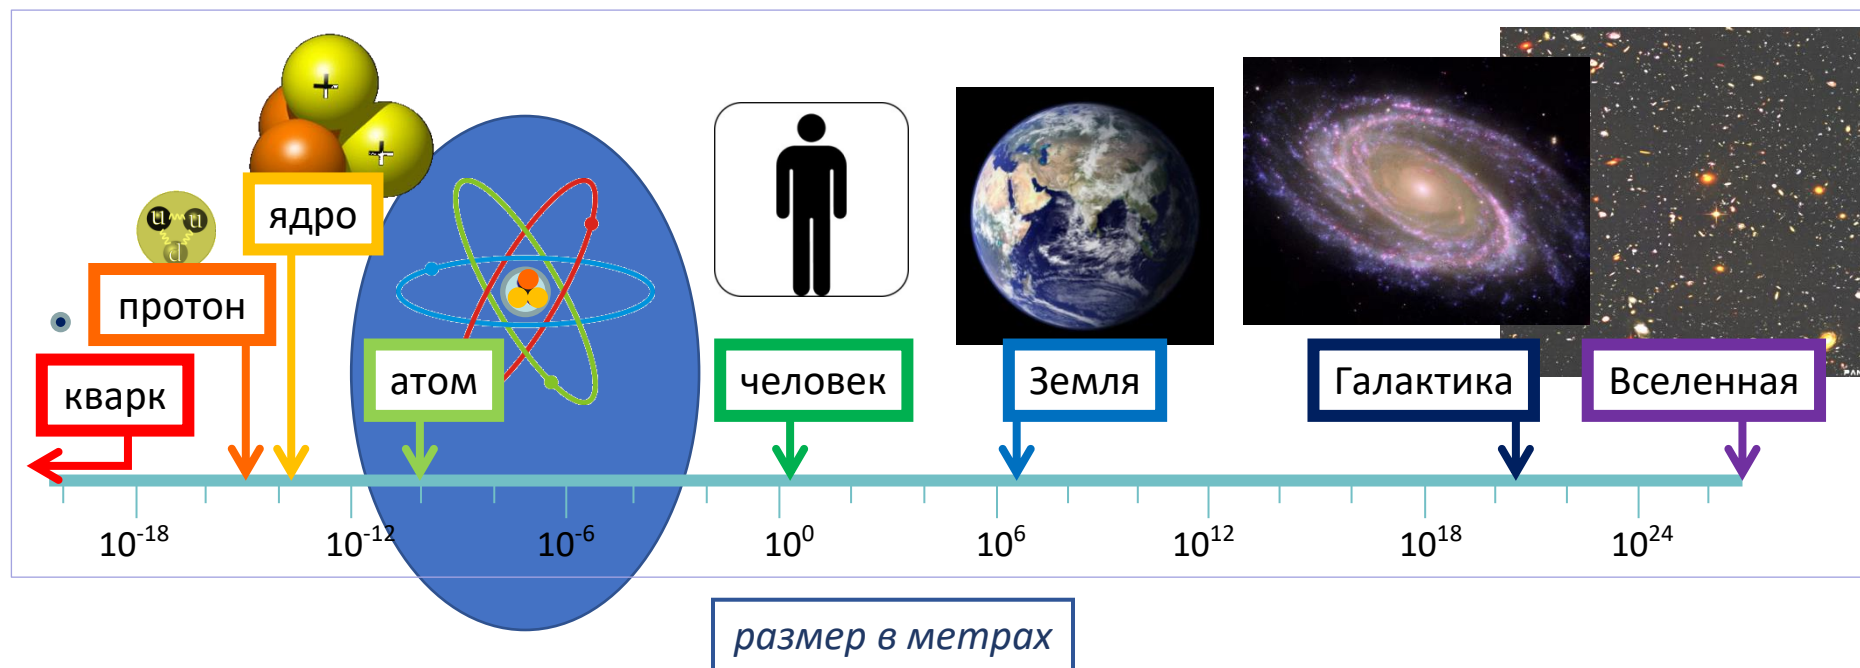 +
+
u u
d
ядро
протон
кварк
атом
человек
Земля
Галактика
Вселенная
10⁻¹⁸ 10⁻¹² 10⁻⁶ 10⁰ 10⁶ 10¹² 10¹⁸ 10²⁴
размер в метрах